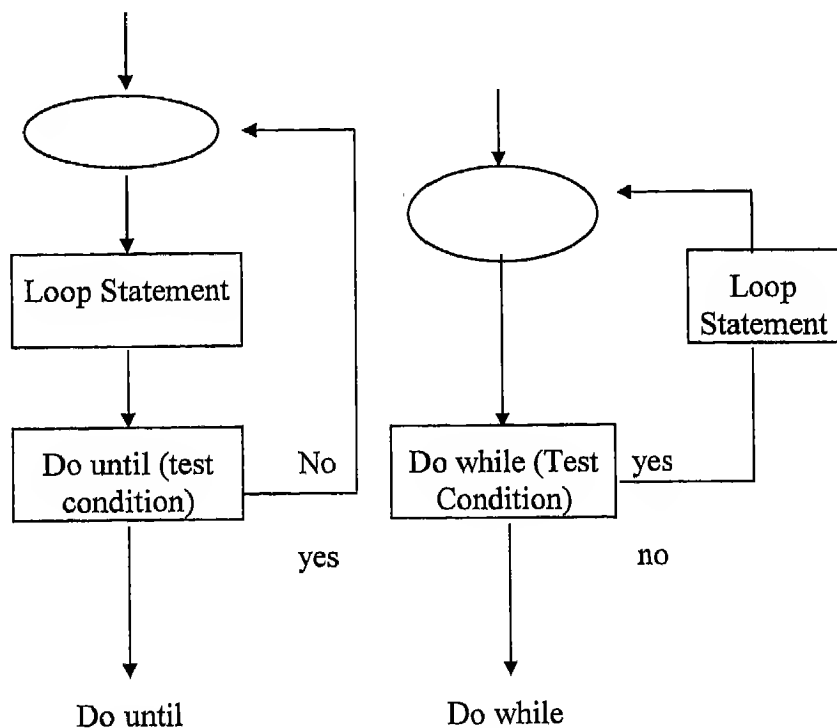 Loop Statement
Do until (test
condition)
No
yes
Do until
Loop
Statement
Do while (Test
Condition)
yes
no
Do while